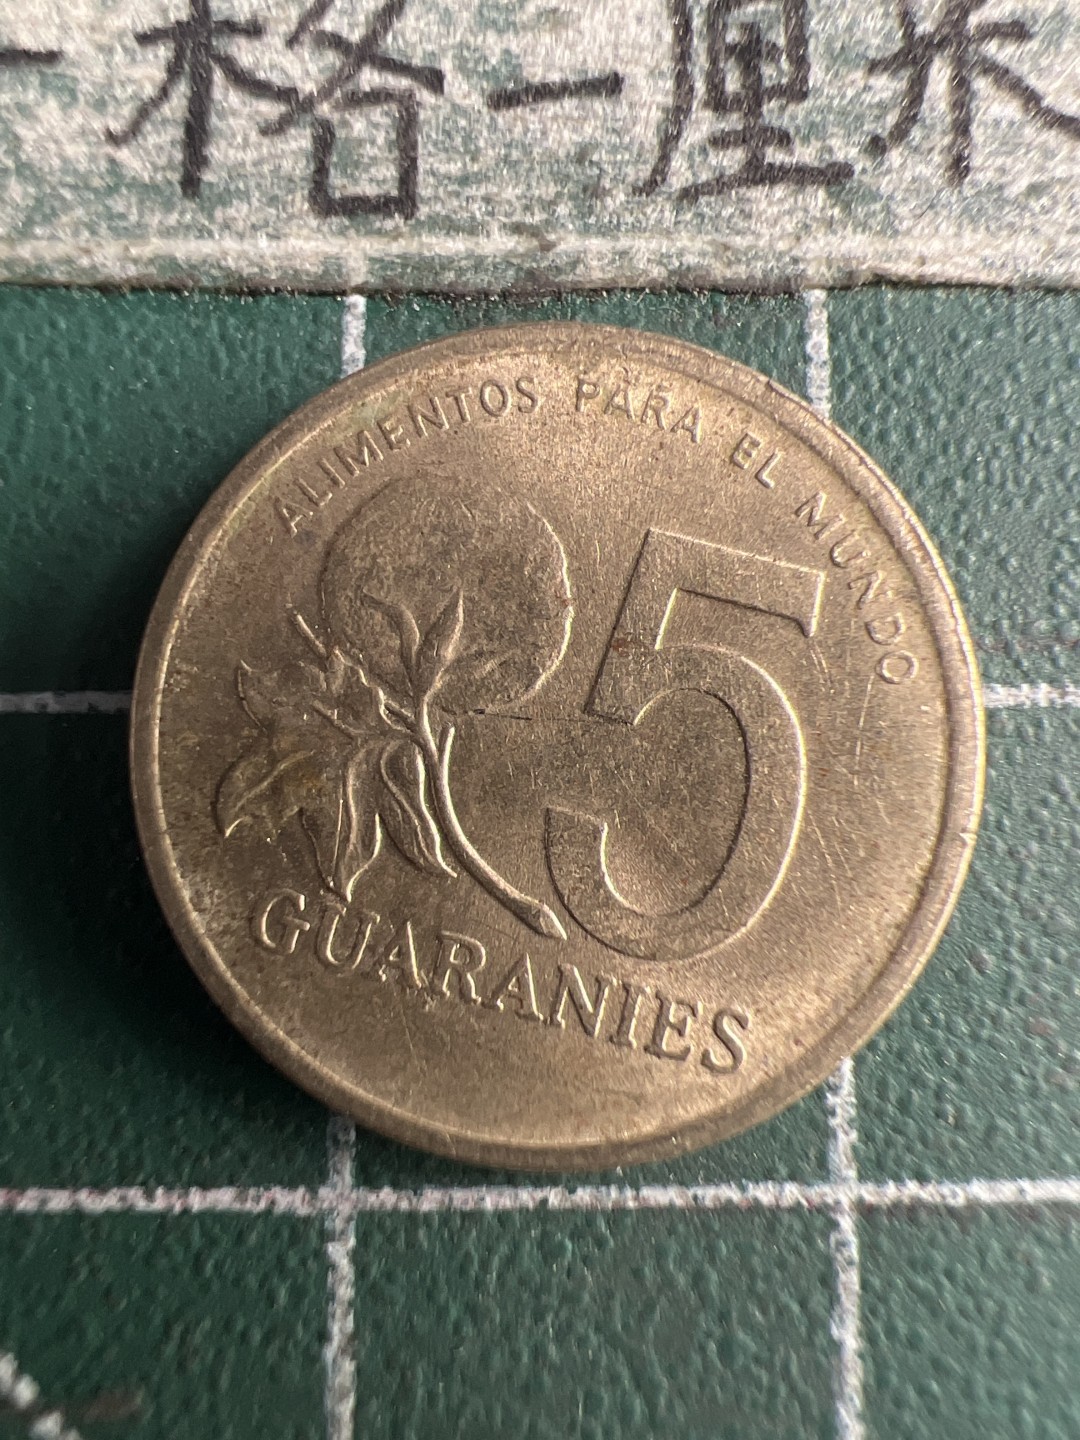 一格一厘米
ALIMENTOS PARA EL MUNDO
5
GUARANIES